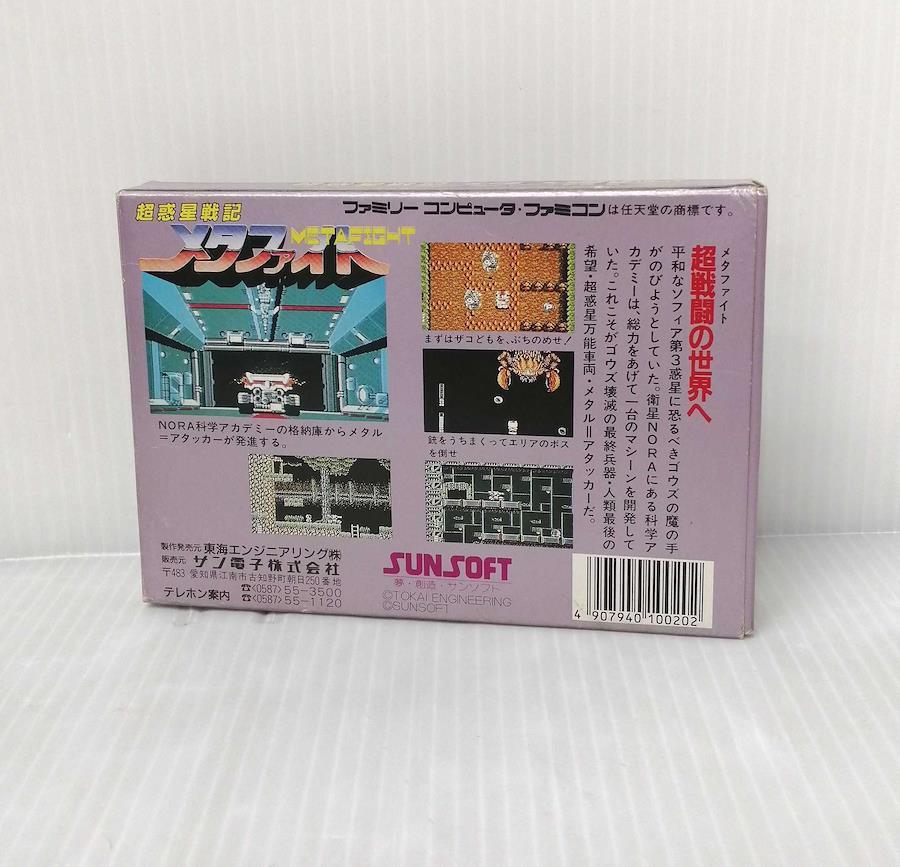 超惑星戦記
メタファイト
METAFIGHT
ファミリー コンピュータ・ファミコンは任天堂の商標です。
メタファイト
超戦闘の世界へ
平和なソフィア第3惑星に恐るべきゴウズの魔の手
がのびようとしていた。衛星NORAにある科学ア
カデミーは、総力をあげて一台のマシーンを開発して
いた。これこそがゴウズ壊滅の最終兵器・人類最後の
希望・超惑星万能車両・メタル＝アタッカーだ。
NORA科学アカデミーの格納庫からメタル
＝アタッカーが発進する。
まずはザコどもを、ぶちのめせ！
銃をうちまくってエリアのボス
を倒せ
製作発売元 東海エンジニアリング㈱
販売元 サン電子株式会社
〒483 愛知県江南市古知野町朝日250番地
テレホン案内 ☎<0587>55-3500
☎<0587>55-1120
SUNSOFT
夢・創造・サンソフト
©TOKAI ENGINEERING
©SUNSOFT
4 907940 100202